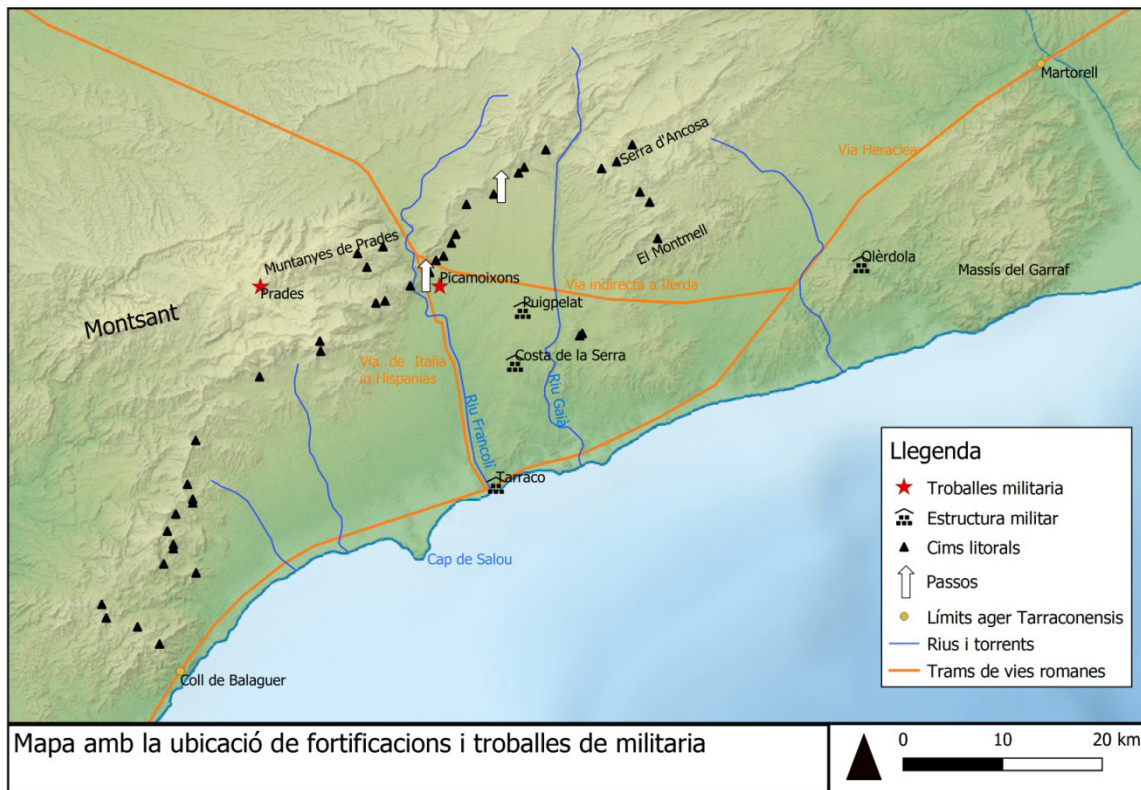 Martorell
Serra d'Ancosa
Via Heraclea
Muntanyes de Prades
El Montmell
Olèrdola
Massís del Garraf
Prades
Picamoixons
Via indirecta a Ilerda
Montsant
Puigpelat
Via de Italia
in Hispanias
Costa de la Serra
Riu Gaià
Riu Francolí
Tarraco
Cap de Salou
Coll de Balaguer
Llegenda
Troballes militaria
Estructura militar
Cims litorals
Passos
Límits ager Tarraconensis
Rius i torrents
Trams de vies romanes
Mapa amb la ubicació de fortificacions i troballes de militaria
0 10 20 km